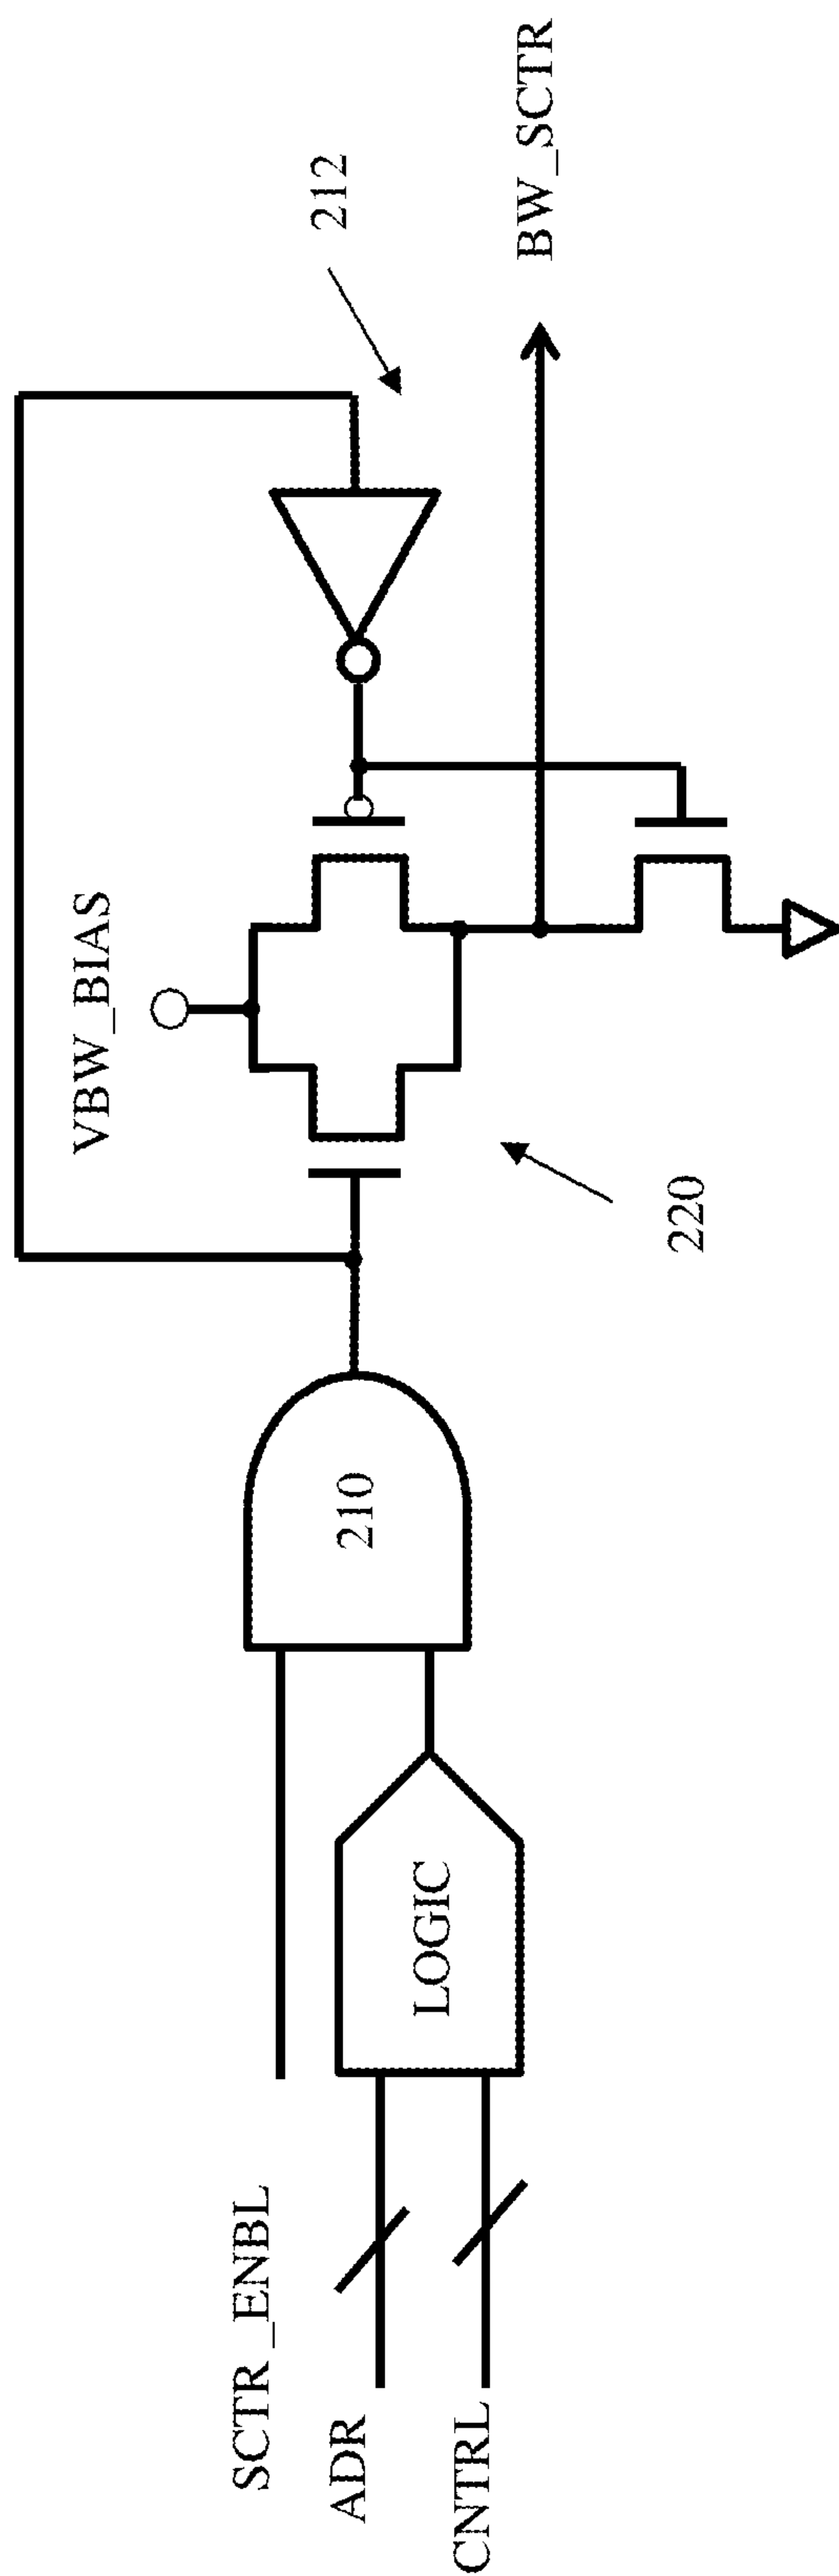 SCTR_ENBL
ADR
CNTRL
LOGIC
210
VBW_BIAS
220
212
BW_SCTR